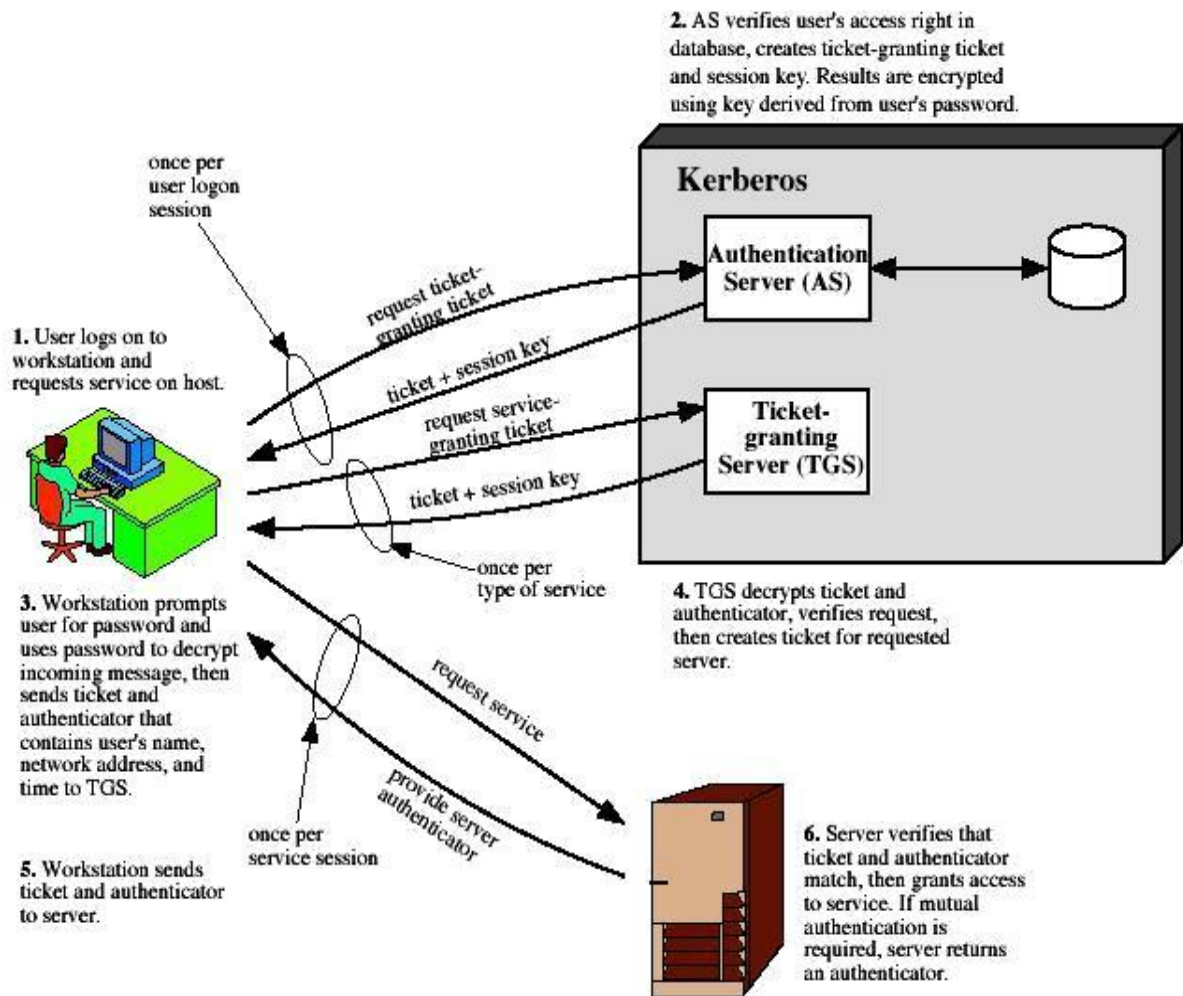 2. AS verifies user's access right in
database, creates ticket-granting ticket
and session key. Results are encrypted
using key derived from user's password.
once per
user logon
session
Kerberos
Authentication
Server (AS)
request ticket-
granting ticket
1. User logs on to
workstation and
requests service on host.
ticket + session key
request service-
granting ticket
Ticket-
granting
Server (TGS)
ticket + session key
once per
type of service
3. Workstation prompts
user for password and
uses password to decrypt
incoming message, then
sends ticket and
authenticator that
contains user's name,
network address, and
time to TGS.
4. TGS decrypts ticket and
authenticator, verifies request,
then creates ticket for requested
server.
request service
provide server
authenticator
once per
service session
5. Workstation sends
ticket and authenticator
to server.
6. Server verifies that
ticket and authenticator
match, then grants access
to service. If mutual
authentication is
required, server returns
an authenticator.